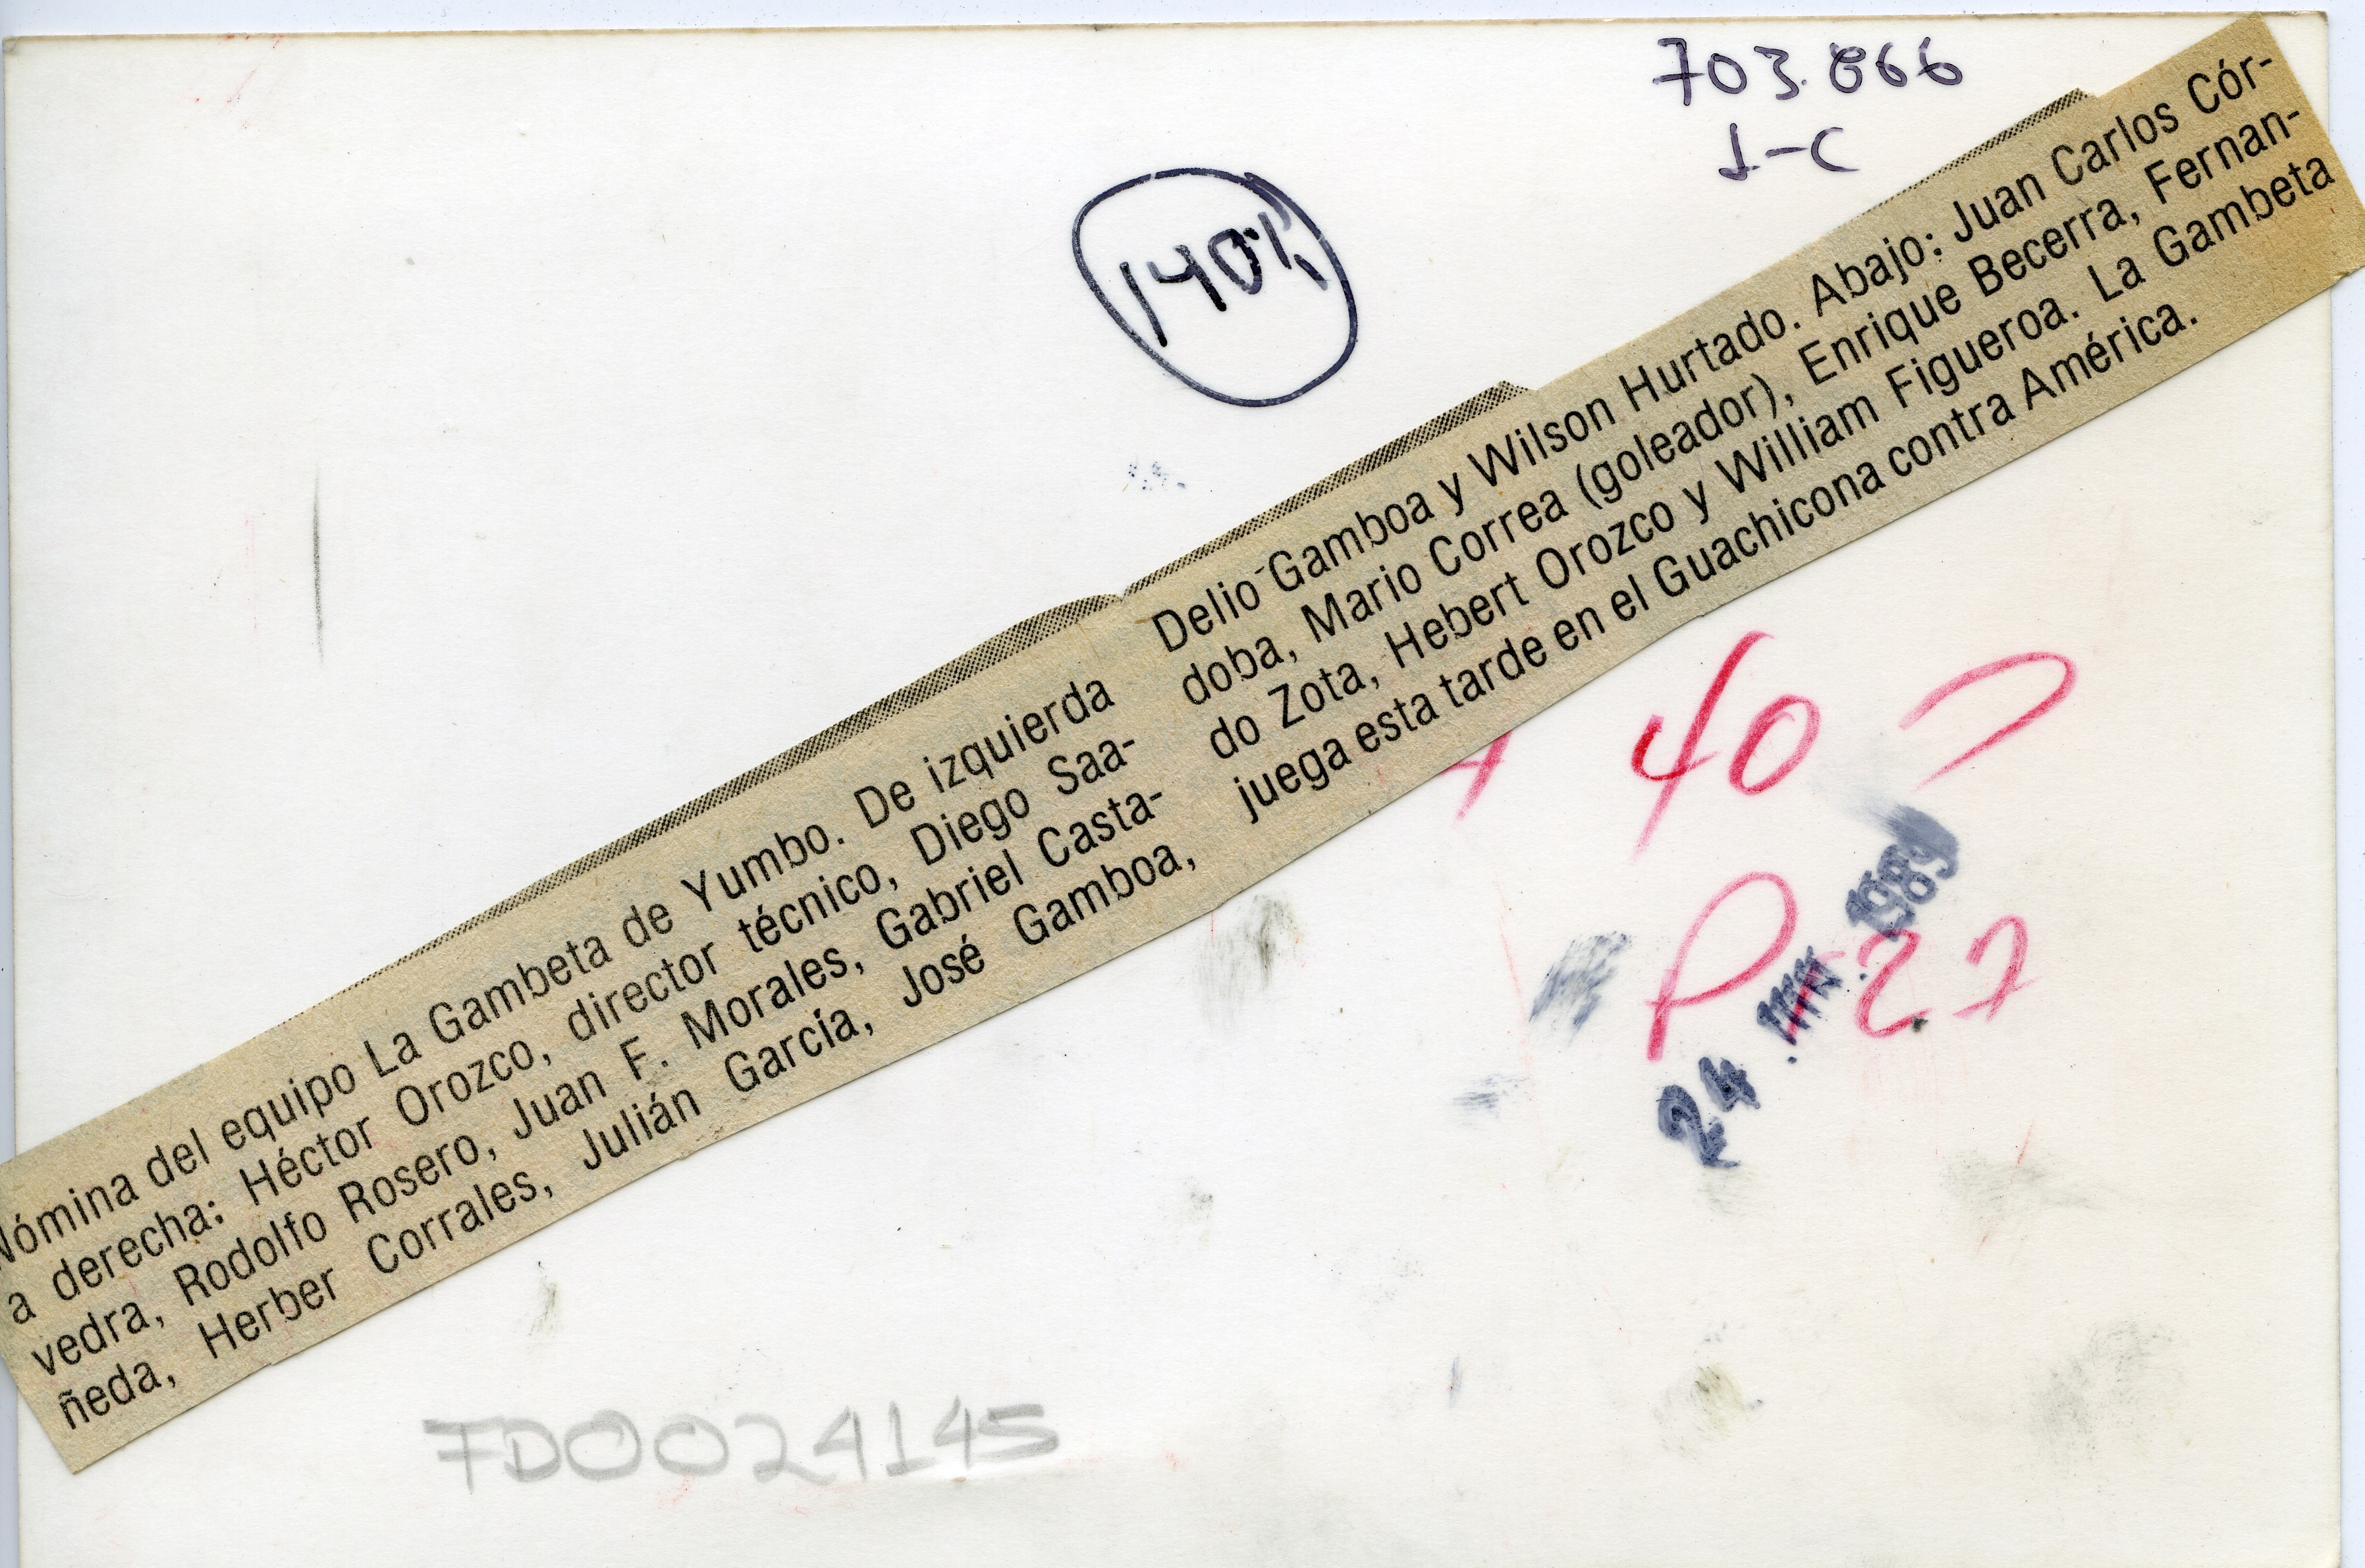 703.866
1-C
140%
Nómina del equipo La Gambeta de Yumbo. De izquierda
a derecha: Héctor Orozco, director técnico, Diego Saa-
vedra, Rodolfo Rosero, Juan F. Morales, Gabriel Casta-
ñeda, Herber Corrales, Julián García, José Gamboa,
Delio Gamboa y Wilson Hurtado. Abajo: Juan Carlos Cór-
doba, Mario Correa (goleador), Enrique Becerra, Fernan-
do Zota, Hebert Orozco y William Figueroa. La Gambeta
juega esta tarde en el Guachicona contra América.
40
P 27
24 1989
FD0024145